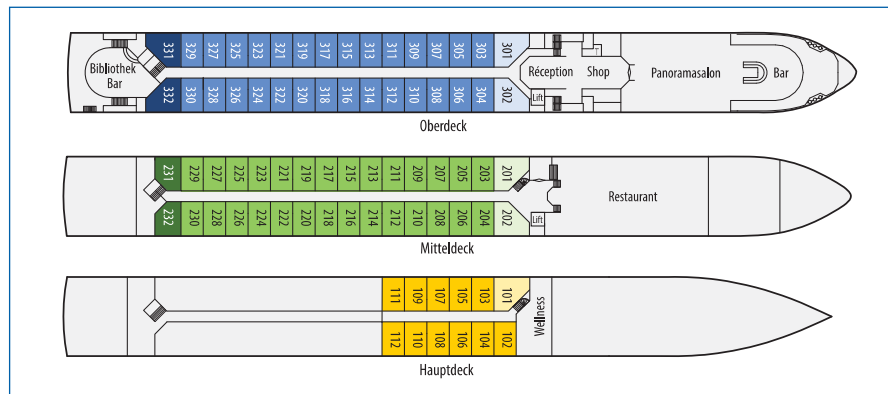 331 329 327 325 323 321 319 317 315 313 311 309 307 305 303 301
Bibliothek
Bar
Réception
Shop
Panoramasalon
Bar
332 330 328 326 324 322 320 318 316 314 312 310 308 306 304 302
Lift
Oberdeck
231 229 227 225 223 221 219 217 215 213 211 209 207 205 203 201
Restaurant
232 230 228 226 224 222 220 218 216 214 212 210 208 206 204 202
Lift
Mitteldeck
111 109 107 105 103 101
Wellness
112 110 108 106 104 102
Hauptdeck